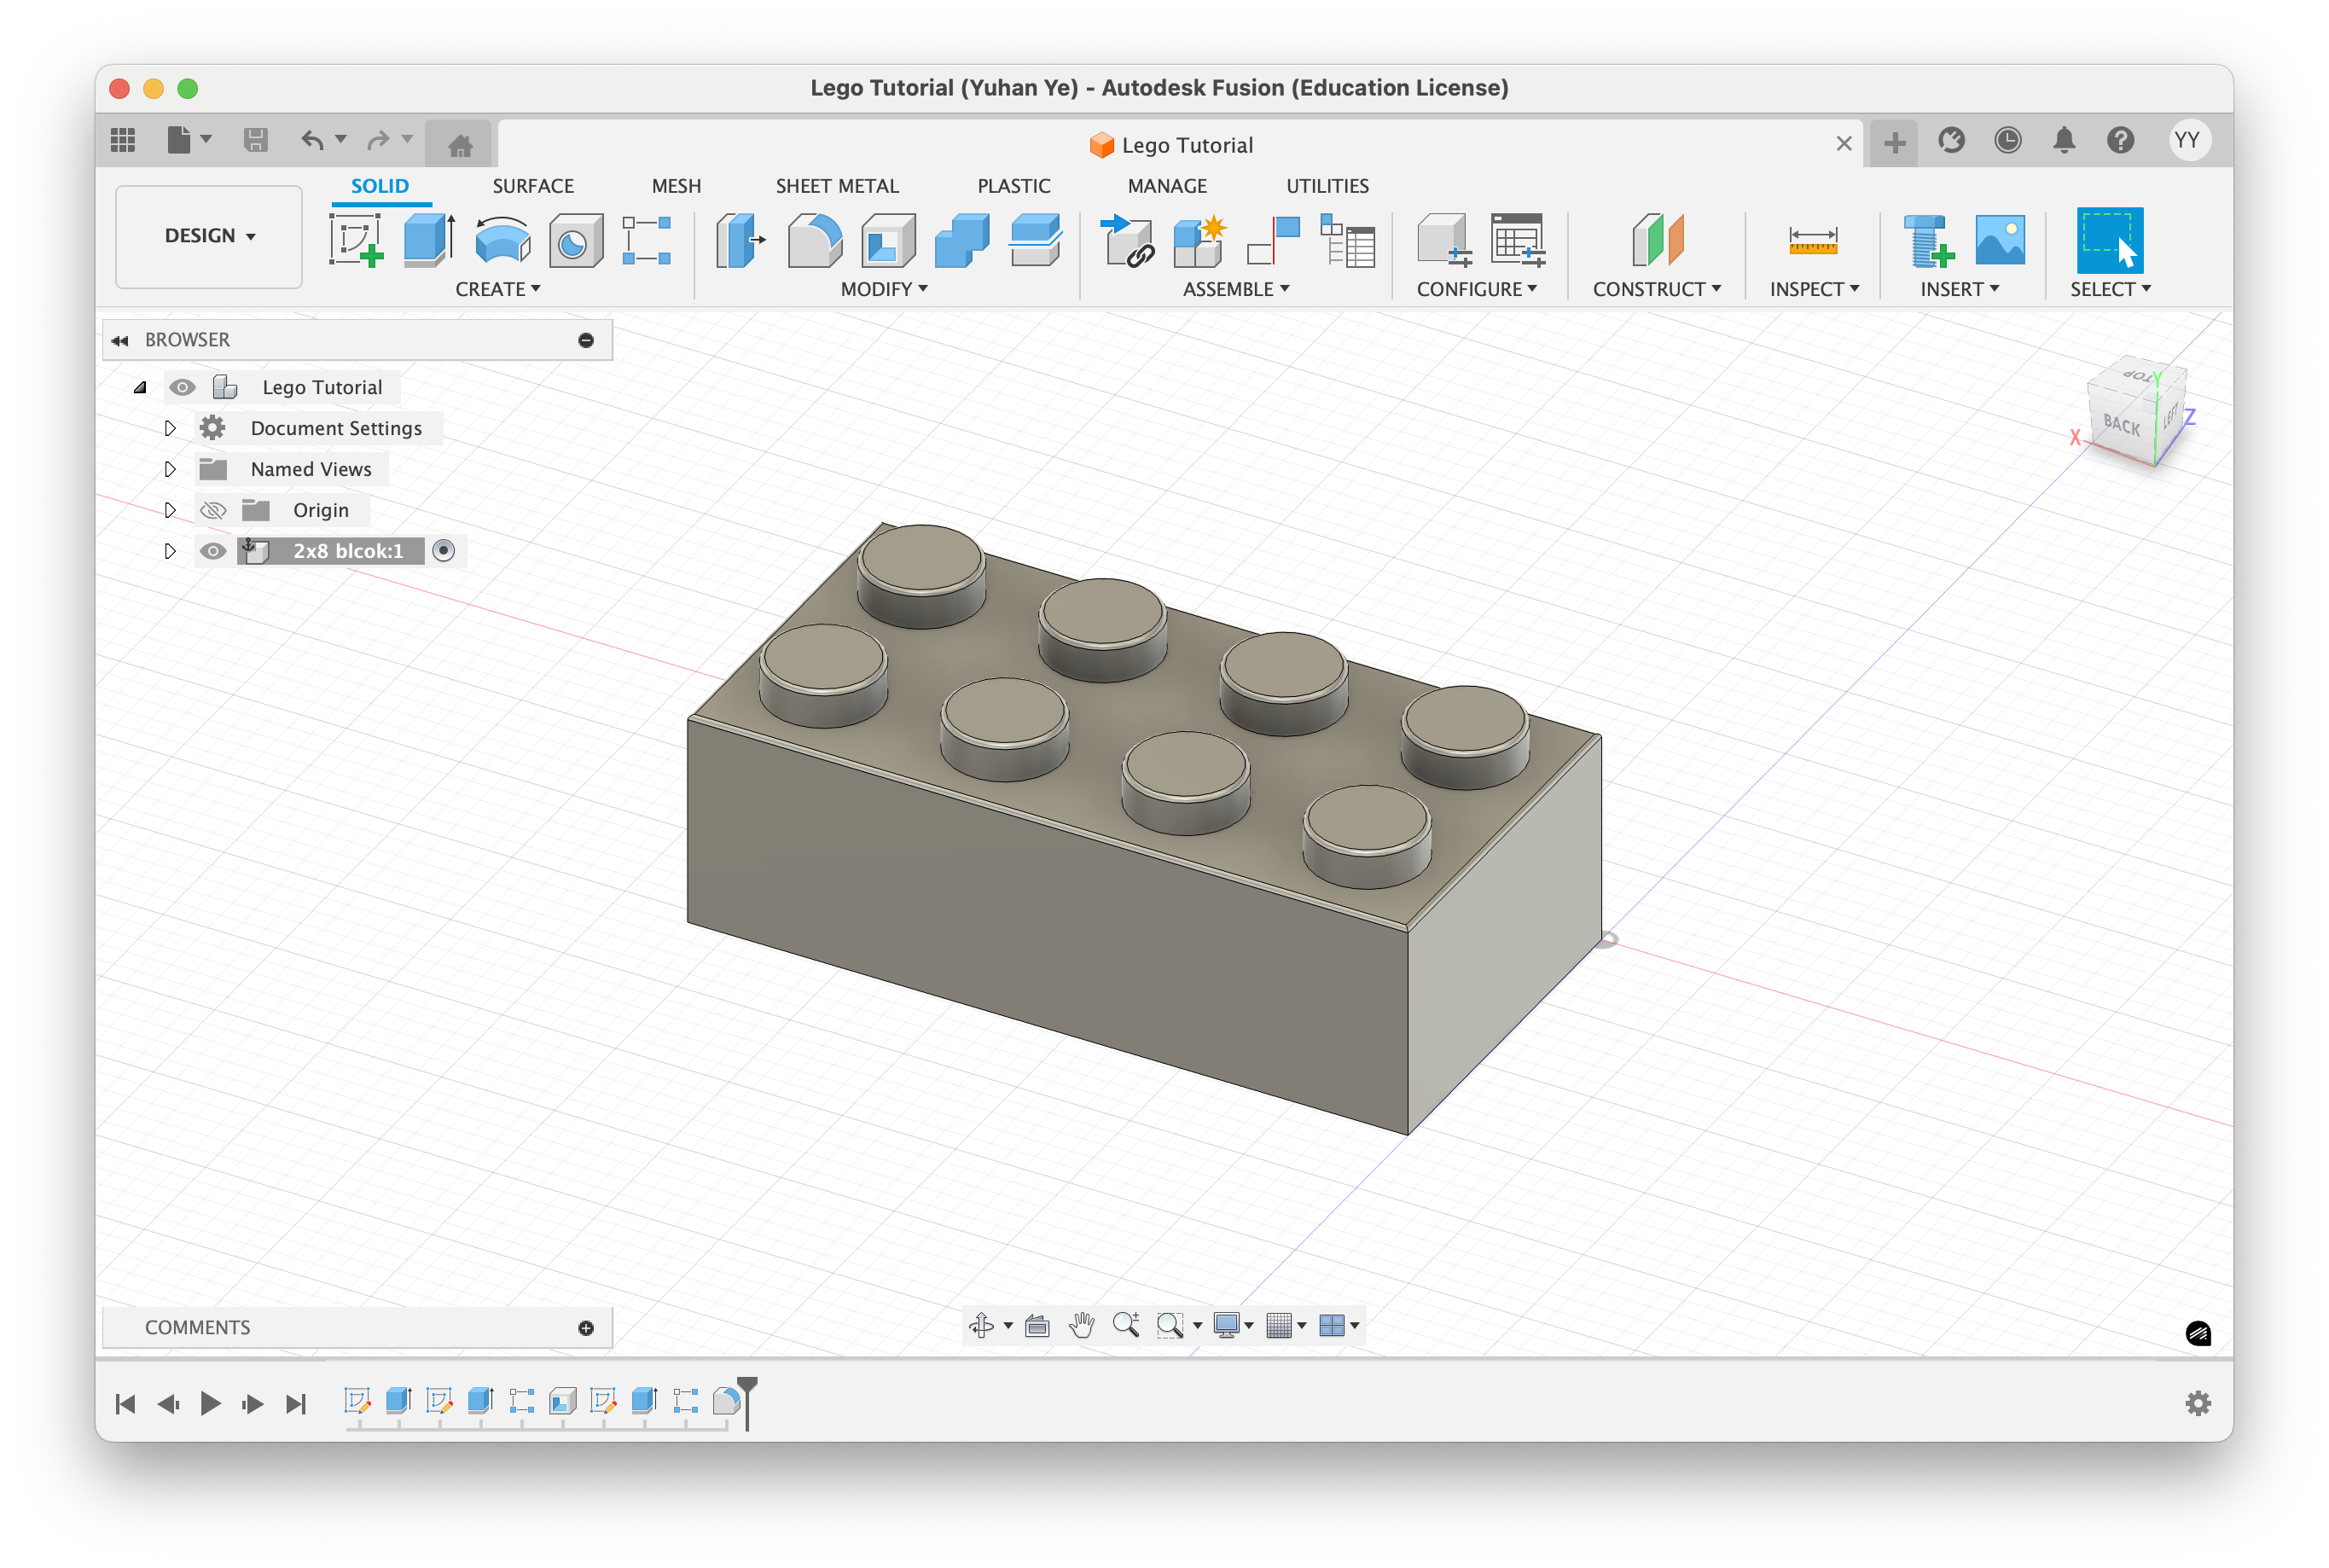 Lego Tutorial (Yuhan Ye) - Autodesk Fusion (Education License)
Lego Tutorial
YY
DESIGN
SOLID SURFACE MESH SHEET METAL PLASTIC MANAGE UTILITIES
CREATE MODIFY ASSEMBLE CONFIGURE CONSTRUCT INSPECT INSERT SELECT
BROWSER
Lego Tutorial
Document Settings
Named Views
Origin
2x8 blcok:1
TOP
Y
BACK
LEFT
Z
X
COMMENTS